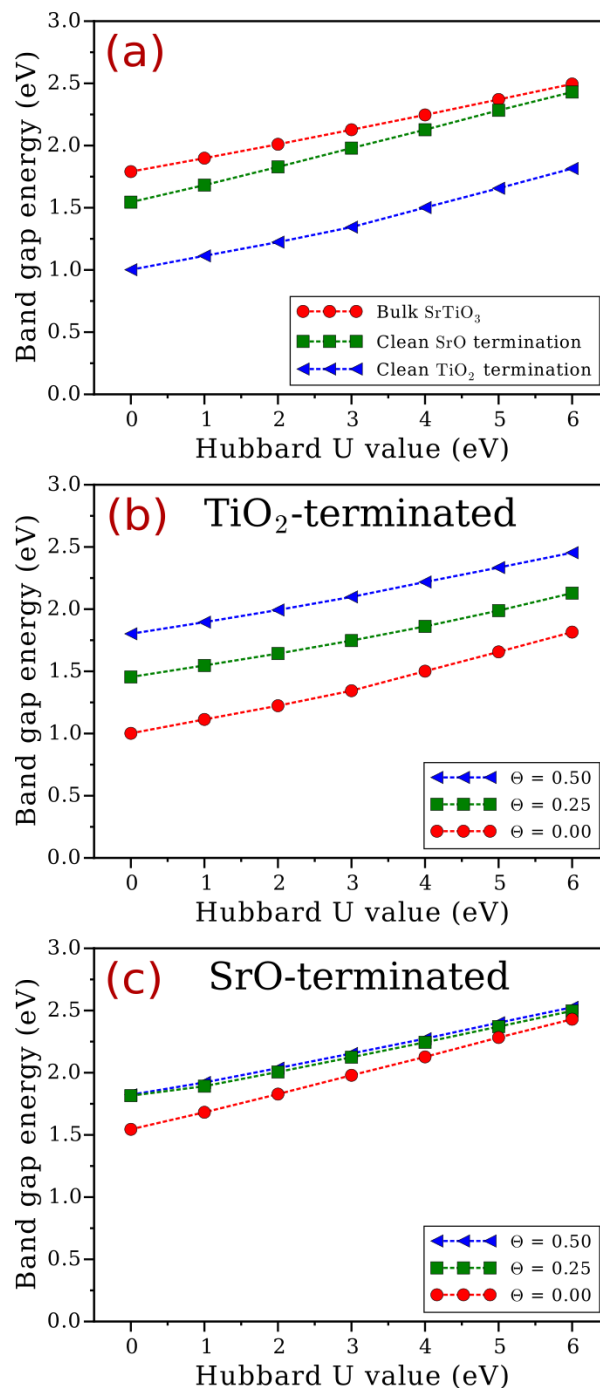 (a)
3.0
2.5
2.0
1.5
1.0
0.5
0.0
Band gap energy (eV)
Bulk SrTiO₃
Clean SrO termination
Clean TiO₂ termination
0 1 2 3 4 5 6
Hubbard U value (eV)
(b) TiO₂-terminated
3.0
2.5
2.0
1.5
1.0
0.5
0.0
Band gap energy (eV)
Θ = 0.50
Θ = 0.25
Θ = 0.00
0 1 2 3 4 5 6
Hubbard U value (eV)
(c) SrO-terminated
3.0
2.5
2.0
1.5
1.0
0.5
0.0
Band gap energy (eV)
Θ = 0.50
Θ = 0.25
Θ = 0.00
0 1 2 3 4 5 6
Hubbard U value (eV)